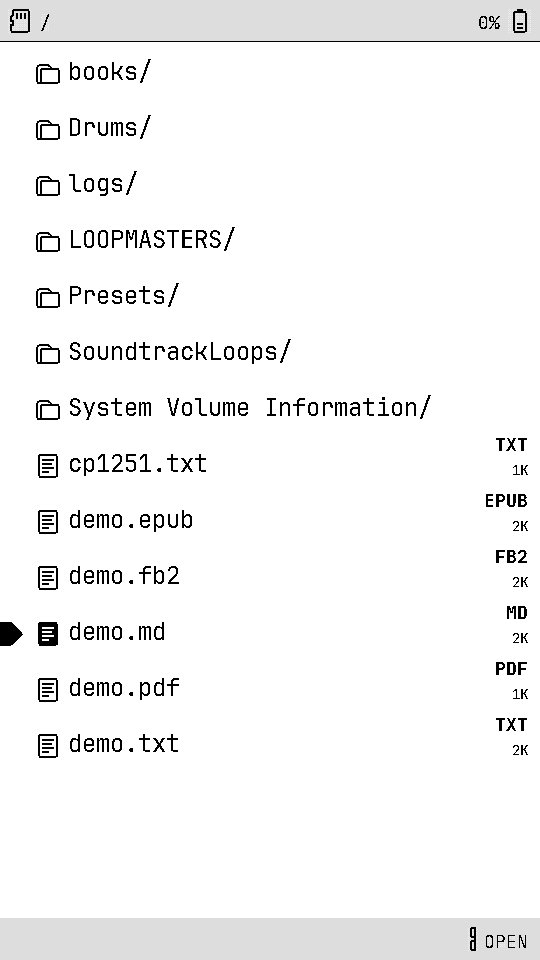 / 0%
books/
Drums/
logs/
LOOPMASTERS/
Presets/
SoundtrackLoops/
System Volume Information/
cp1251.txt TXT 1K
demo.epub EPUB 2K
demo.fb2 FB2 2K
demo.md MD 2K
demo.pdf PDF 1K
demo.txt TXT 2K
OPEN